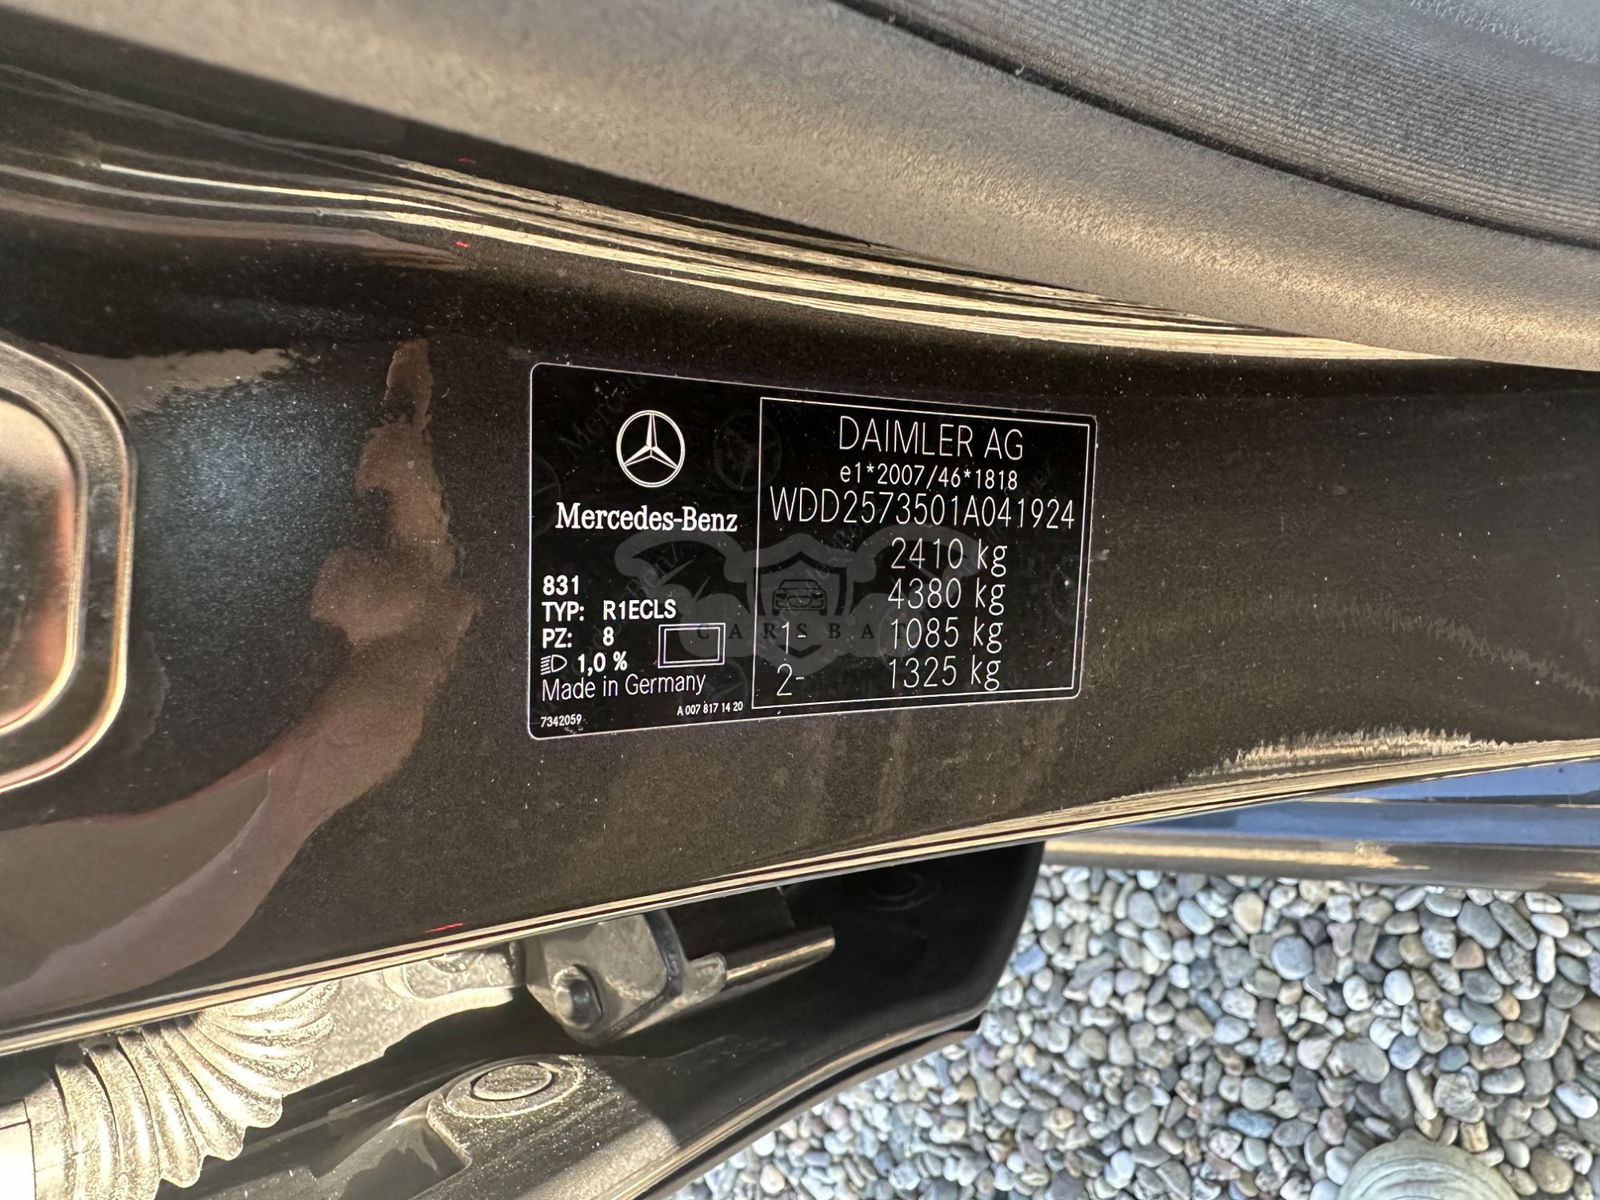 Mercedes-Benz
831
TYP: R1ECLS
PZ: 8
1,0 %
Made in Germany
7342059
A 007 817 14 20
DAIMLER AG
e1*2007/46*1818
WDD2573501A041924
2410 kg
4380 kg
1- 1085 kg
2- 1325 kg
CARSBAT